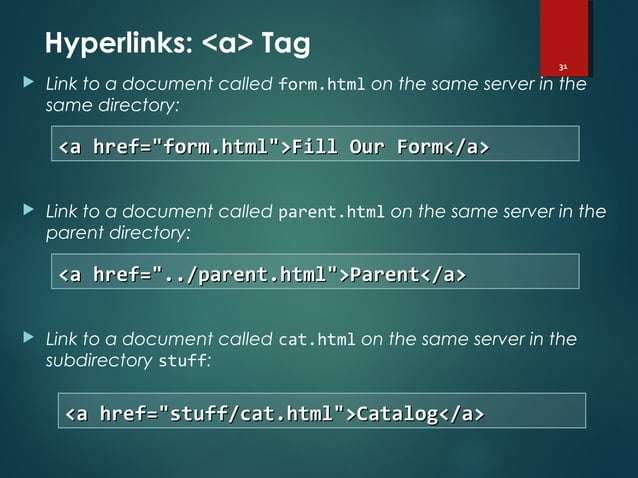 Hyperlinks: <a> Tag
31
Link to a document called form.html on the same server in the
same directory:
<a href="form.html">Fill Our Form</a>
Link to a document called parent.html on the same server in the
parent directory:
<a href="../parent.html">Parent</a>
Link to a document called cat.html on the same server in the
subdirectory stuff:
<a href="stuff/cat.html">Catalog</a>